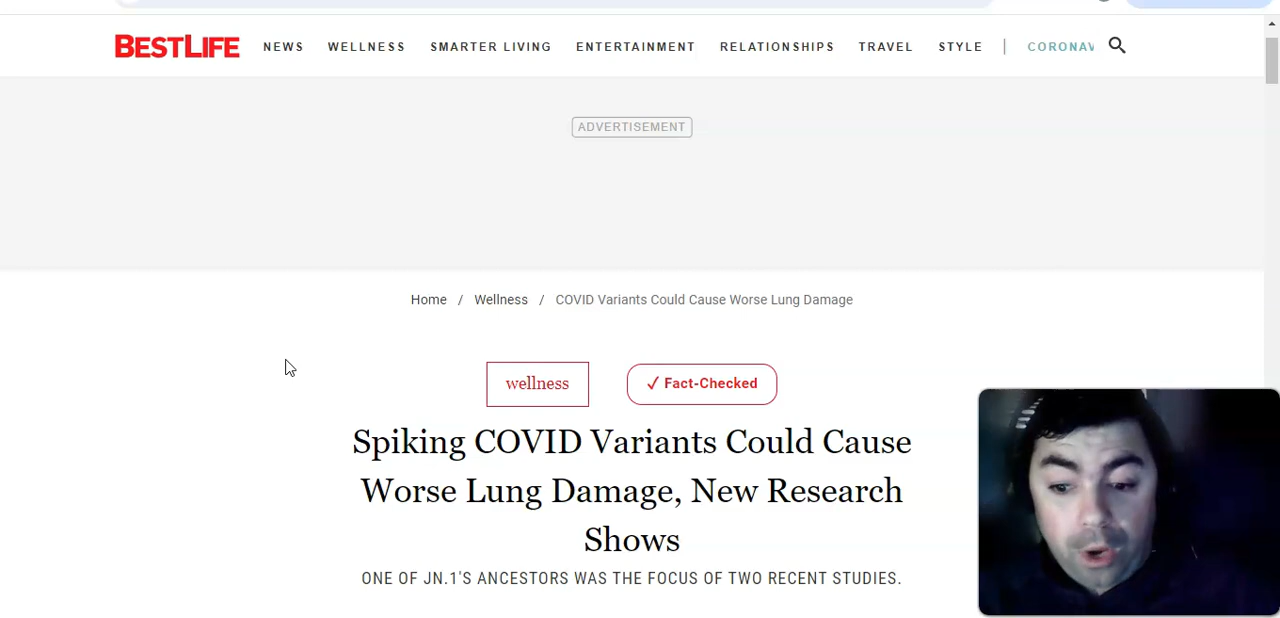 BESTLIFE NEWS WELLNESS SMARTER LIVING ENTERTAINMENT RELATIONSHIPS TRAVEL STYLE | CORONAV
ADVERTISEMENT
Home / Wellness / COVID Variants Could Cause Worse Lung Damage
wellness ✓ Fact-Checked
Spiking COVID Variants Could Cause
Worse Lung Damage, New Research
Shows
ONE OF JN.1'S ANCESTORS WAS THE FOCUS OF TWO RECENT STUDIES.